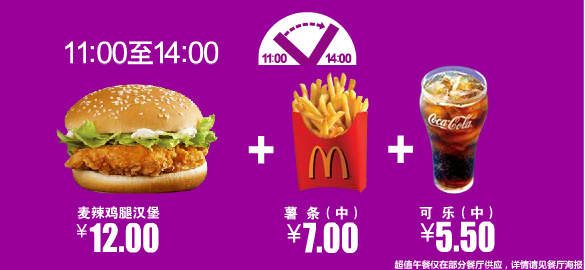 11:00至14:00
11:00 14:00
Coca-Cola
麦辣鸡腿汉堡 薯条(中) 可乐(中)
¥12.00 + ¥7.00 + ¥5.50
超值午餐仅在部分餐厅供应，详情请见餐厅海报